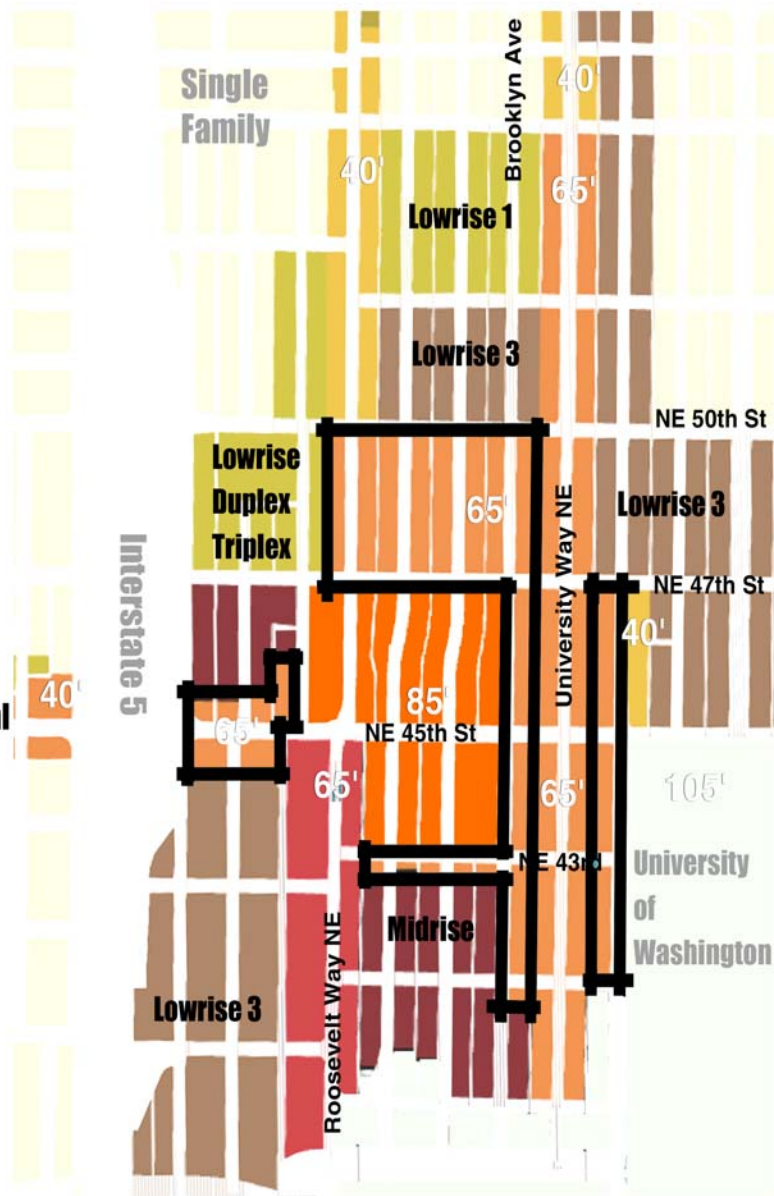 Brooklyn Ave
40'
Single
Family
40'
65'
Lowrise 1
Lowrise 3
NE 50th St
Lowrise
Duplex
Triplex
65'
Lowrise 3
University Way NE
Interstate 5
NE 47th St
40'
40'
85'
NE 45th St
65'
65'
65'
105'
NE 43rd
University
of
Washington
Midrise
Roosevelt Way NE
Lowrise 3